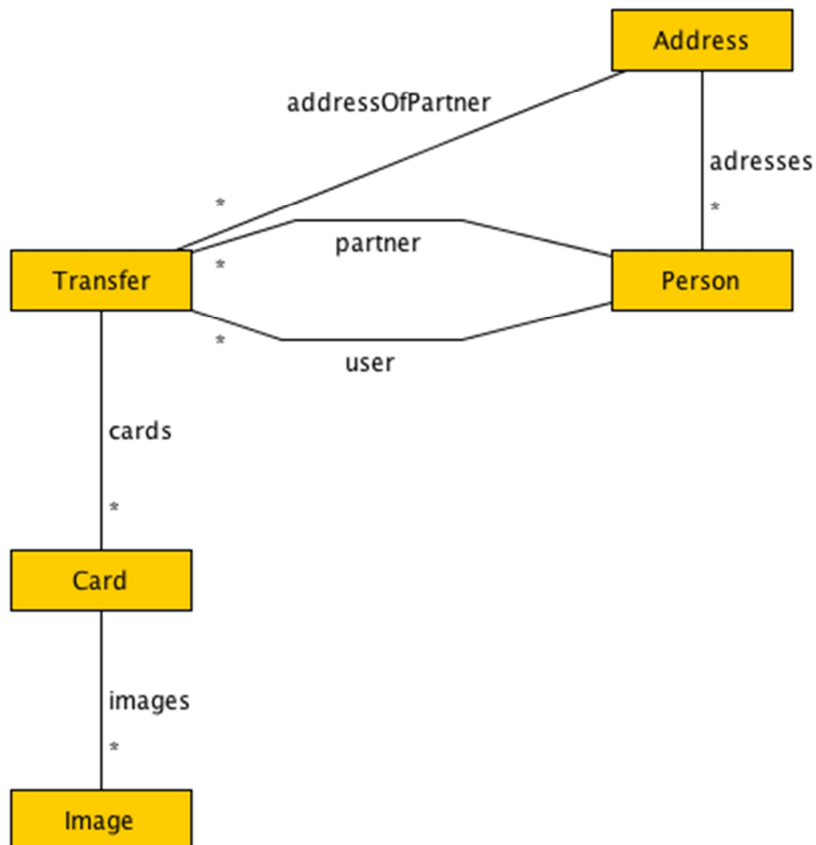 Address
addressOfPartner
adresses
*
*
partner
Transfer
*
Person
*
user
cards
*
Card
images
*
Image